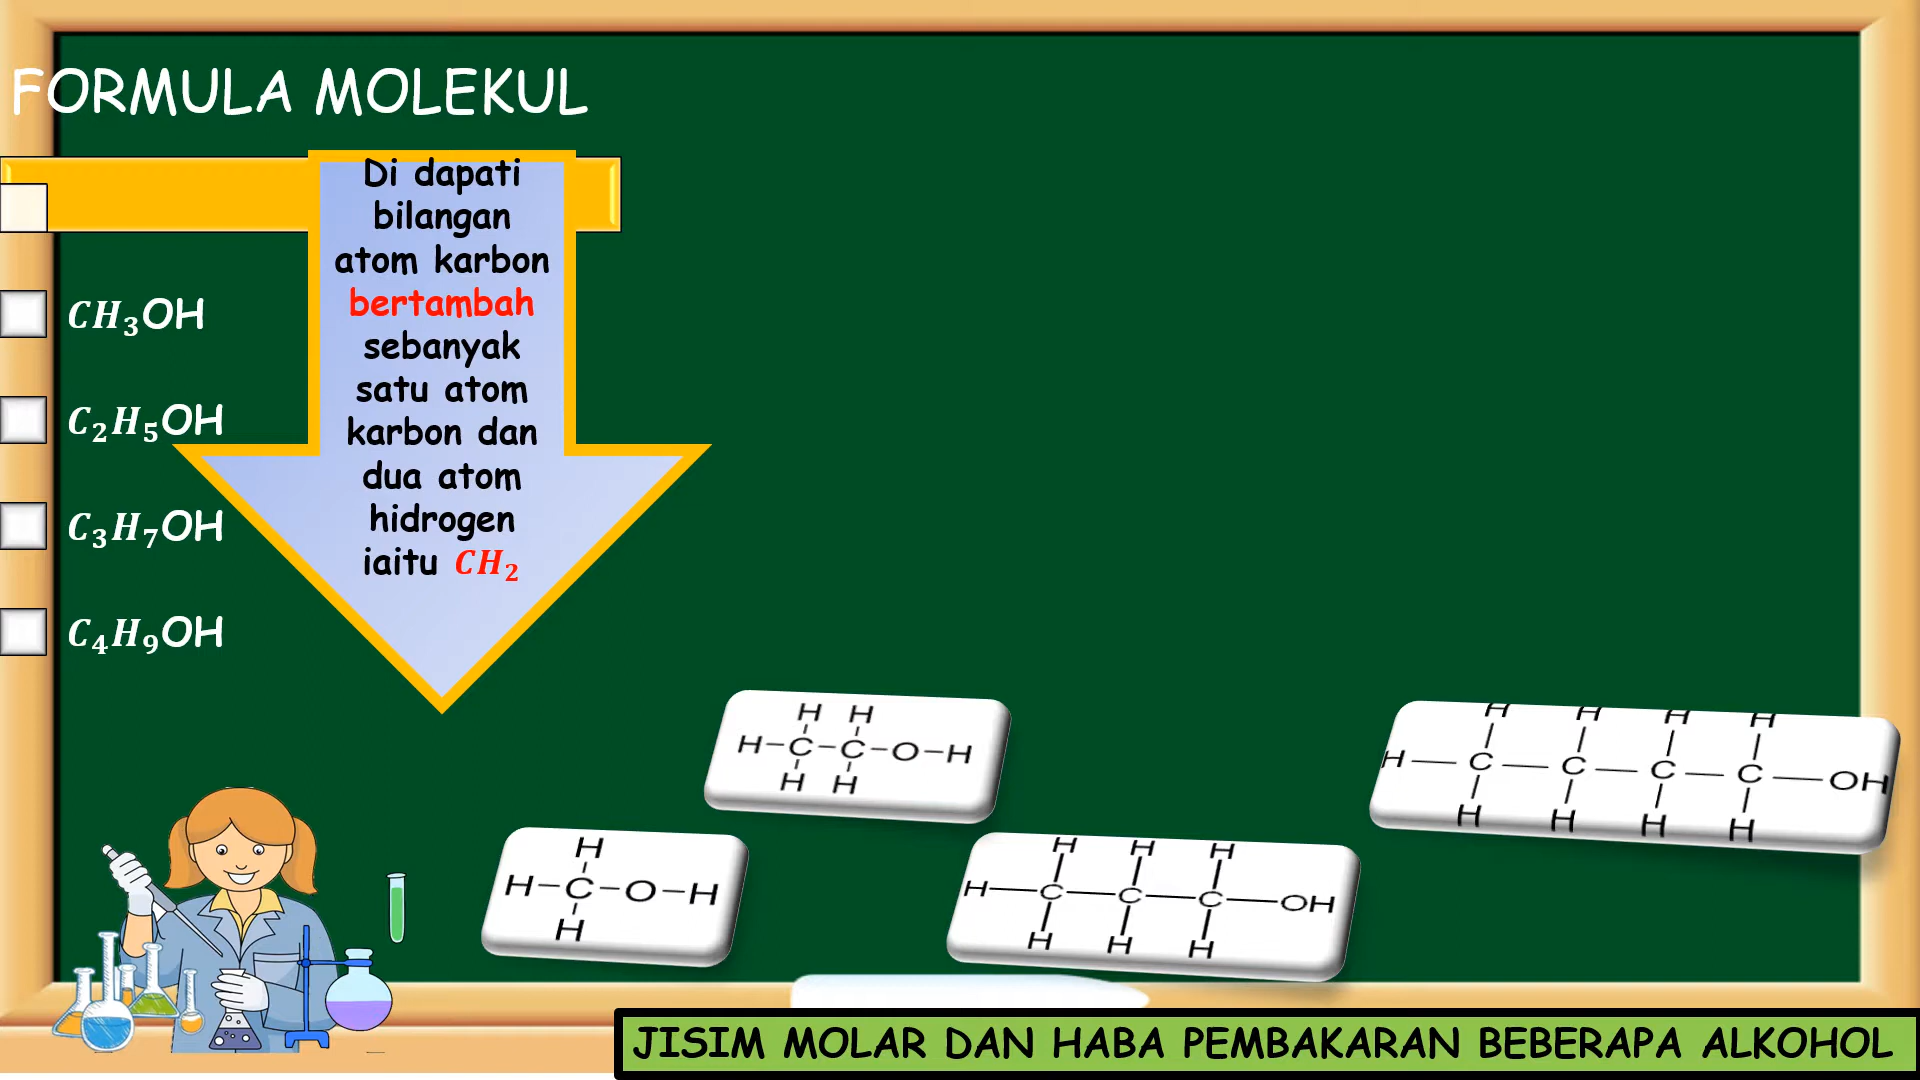 FORMULA MOLEKUL
Di dapati
bilangan
atom karbon
bertambah
sebanyak
satu atom
karbon dan
dua atom
hidrogen
iaitu CH₂
CH₃OH
C₂H₅OH
C₃H₇OH
C₄H₉OH
H H
H–C–C–O–H
H H
H H H H
H — C — C — C — C — OH
H H H H
H
H–C–O–H
H
H H H
H — C — C — C — OH
H H H
JISIM MOLAR DAN HABA PEMBAKARAN BEBERAPA ALKOHOL